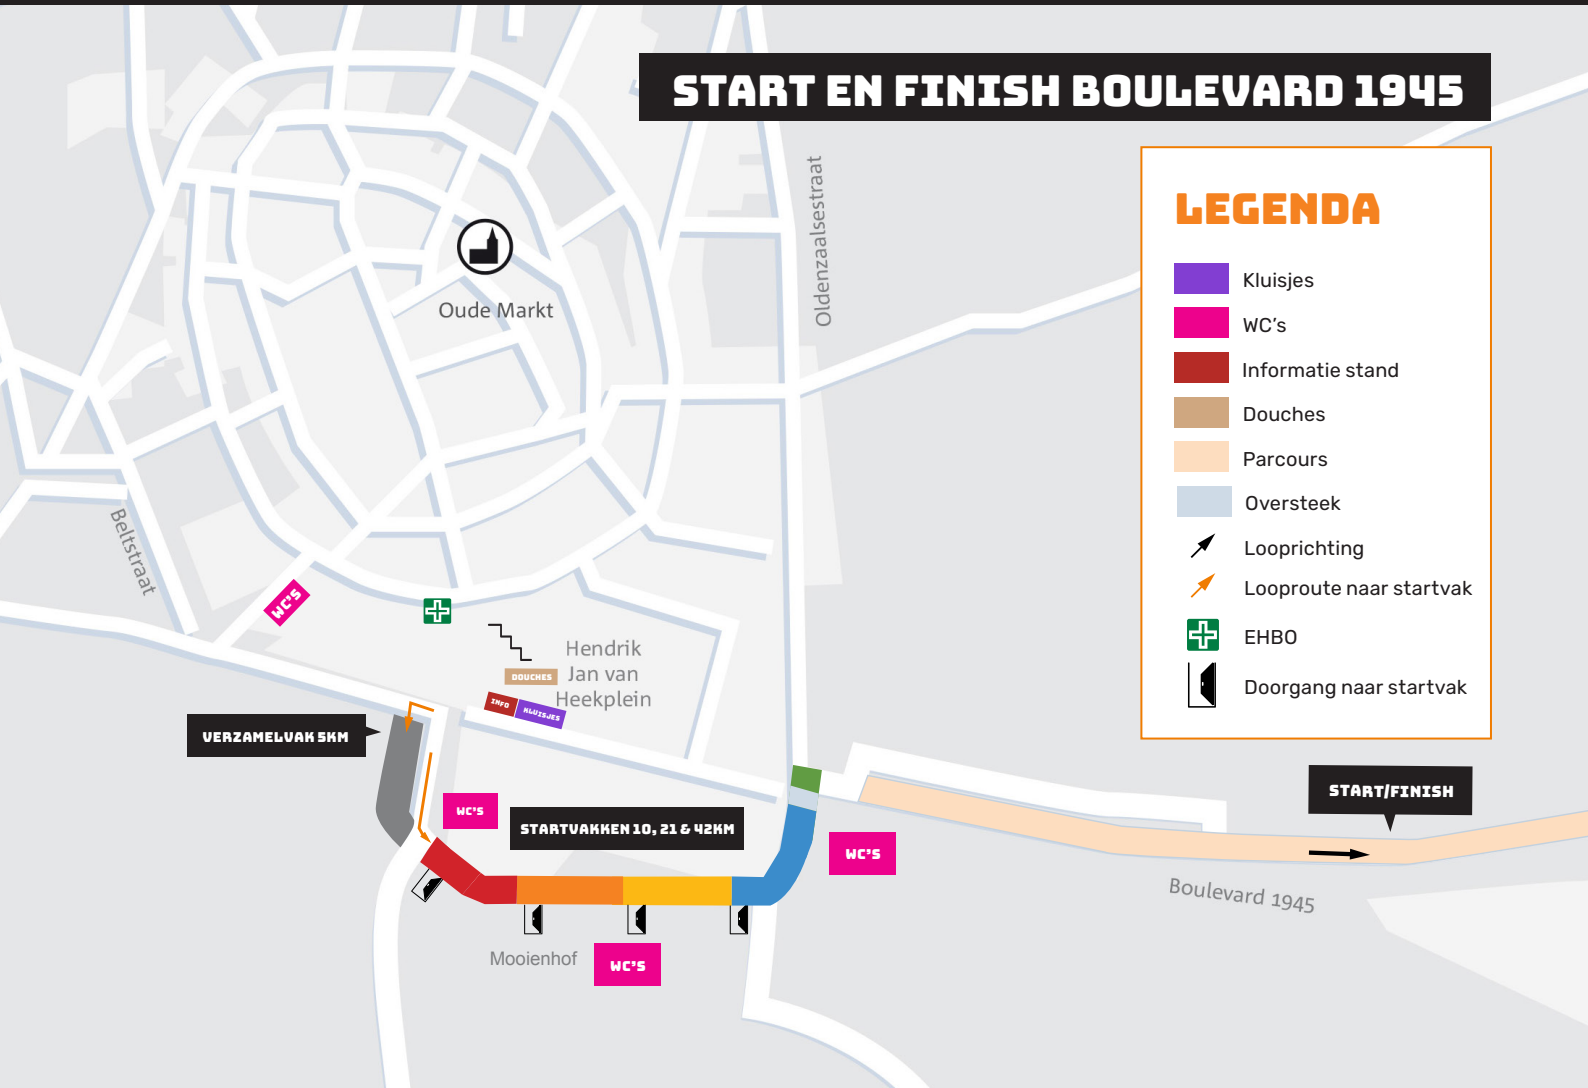 START EN FINISH BOULEVARD 1945
LEGENDA
Kluisjes
WC's
Informatie stand
Douches
Parcours
Oversteek
Looprichting
Looproute naar startvak
EHBO
Doorgang naar startvak
Oldenzaalsestraat
Oude Markt
Beltstraat
WC'S
Hendrik
Jan van
Heekplein
DOUCHES
INFO
KLUISJES
VERZAMELVAK 5KM
WC'S
STARTVAKKEN 10, 21 & 42KM
WC'S
START/FINISH
Boulevard 1945
Mooienhof
WC'S